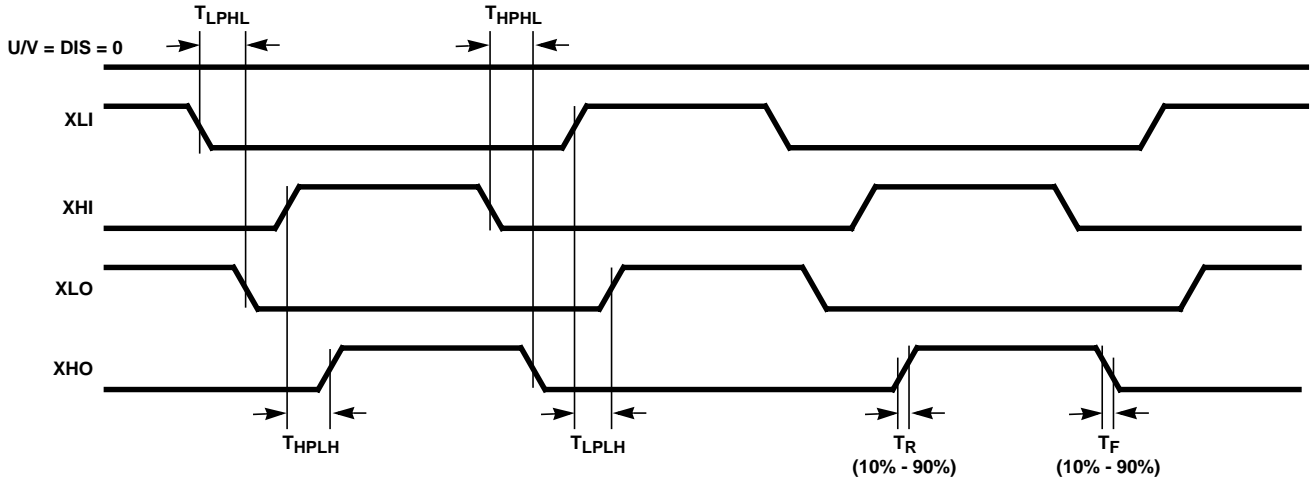 T_LPHL T_HPHL
U/V = DIS = 0
XLI
XHI
XLO
XHO
T_HPLH T_LPLH T_R T_F
(10% - 90%) (10% - 90%)